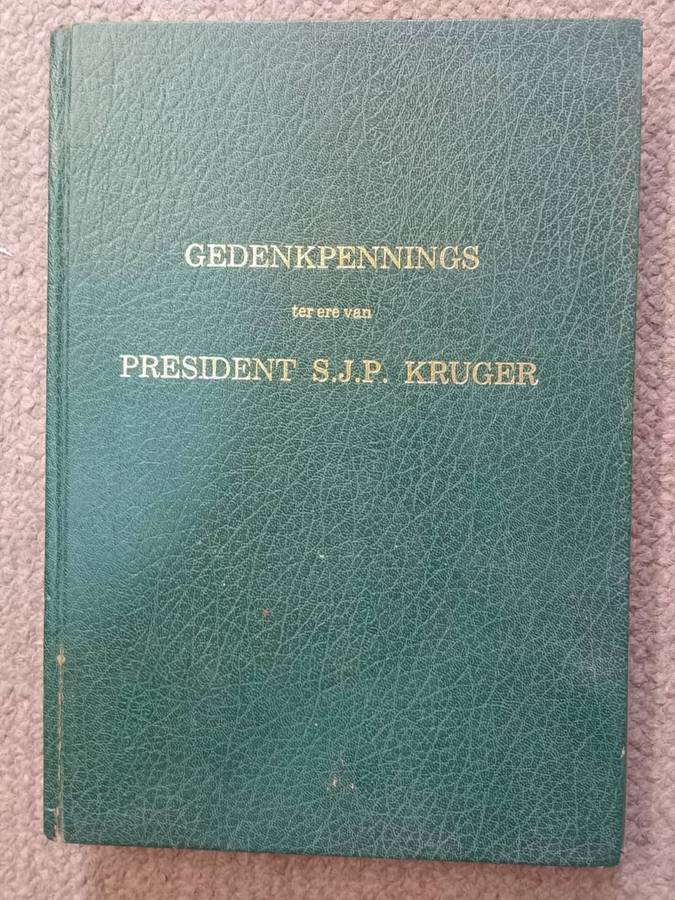 GEDENKPENNINGS
ter ere van
PRESIDENT S.J.P. KRUGER